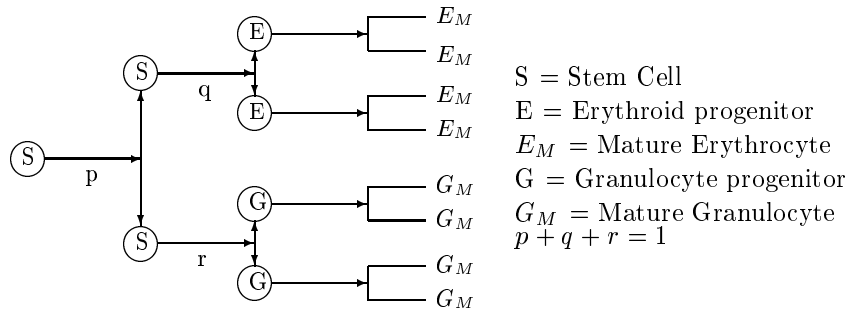 E_M
E
E_M
S
q
E_M
E
E_M
S
p
G_M
G
G_M
S
r
G_M
G
G_M
S = Stem Cell
E = Erythroid progenitor
E_M = Mature Erythrocyte
G = Granulocyte progenitor
G_M = Mature Granulocyte
p + q + r = 1